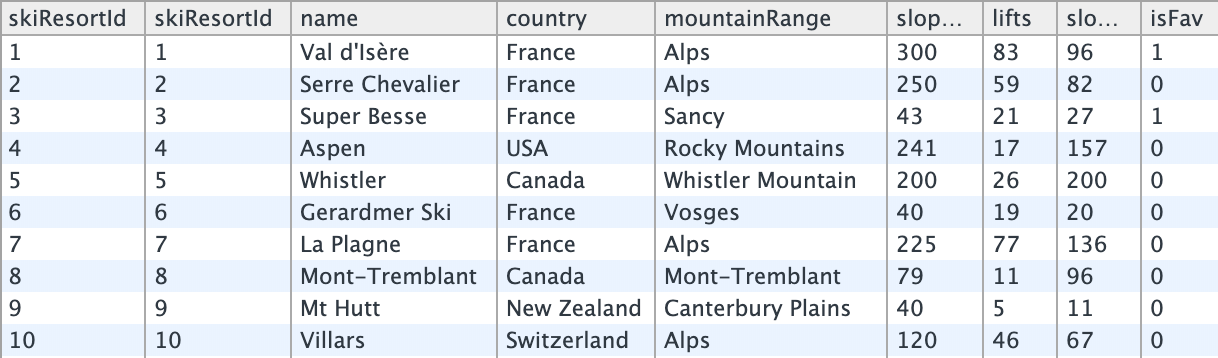 skiResortId skiResortId name country mountainRange slop... lifts slo... isFav
1 1 Val d'Isère France Alps 300 83 96 1
2 2 Serre Chevalier France Alps 250 59 82 0
3 3 Super Besse France Sancy 43 21 27 1
4 4 Aspen USA Rocky Mountains 241 17 157 0
5 5 Whistler Canada Whistler Mountain 200 26 200 0
6 6 Gerardmer Ski France Vosges 40 19 20 0
7 7 La Plagne France Alps 225 77 136 0
8 8 Mont-Tremblant Canada Mont-Tremblant 79 11 96 0
9 9 Mt Hutt New Zealand Canterbury Plains 40 5 11 0
10 10 Villars Switzerland Alps 120 46 67 0